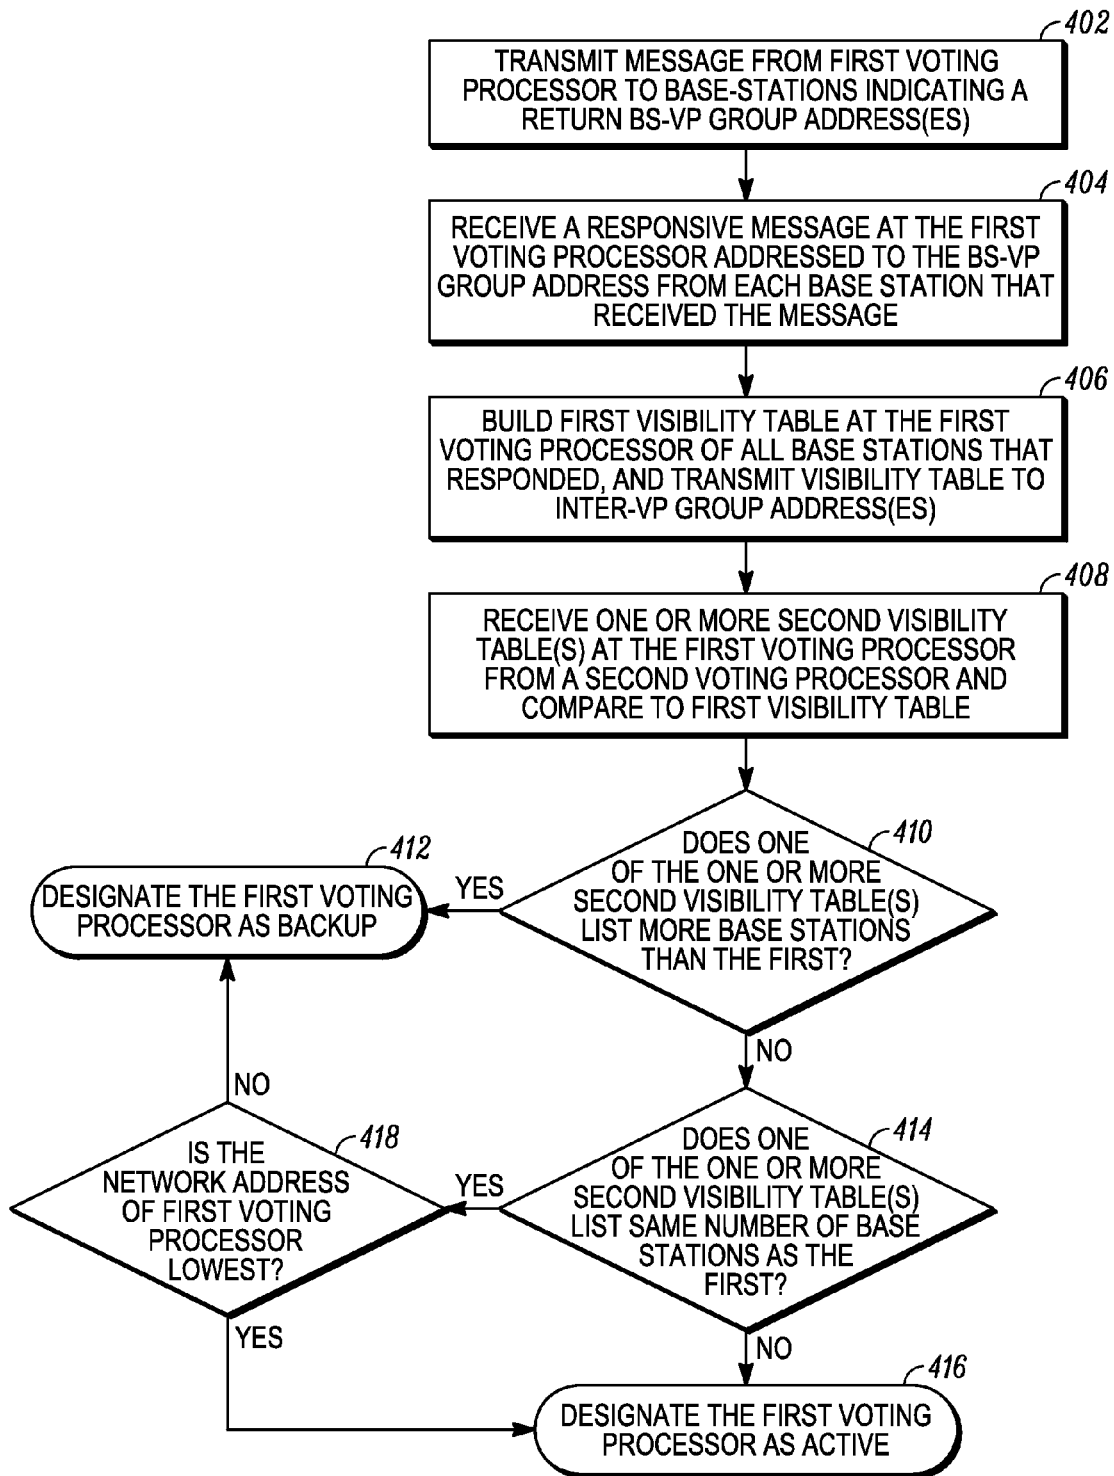 402
TRANSMIT MESSAGE FROM FIRST VOTING
PROCESSOR TO BASE-STATIONS INDICATING A
RETURN BS-VP GROUP ADDRESS(ES)
404
RECEIVE A RESPONSIVE MESSAGE AT THE FIRST
VOTING PROCESSOR ADDRESSED TO THE BS-VP
GROUP ADDRESS FROM EACH BASE STATION THAT
RECEIVED THE MESSAGE
406
BUILD FIRST VISIBILITY TABLE AT THE FIRST
VOTING PROCESSOR OF ALL BASE STATIONS THAT
RESPONDED, AND TRANSMIT VISIBILITY TABLE TO
INTER-VP GROUP ADDRESS(ES)
408
RECEIVE ONE OR MORE SECOND VISIBILITY
TABLE(S) AT THE FIRST VOTING PROCESSOR
FROM A SECOND VOTING PROCESSOR AND
COMPARE TO FIRST VISIBILITY TABLE
410
DOES ONE
OF THE ONE OR MORE
SECOND VISIBILITY TABLE(S)
LIST MORE BASE STATIONS
THAN THE FIRST?
YES
412
DESIGNATE THE FIRST VOTING
PROCESSOR AS BACKUP
NO
414
DOES ONE
OF THE ONE OR MORE
SECOND VISIBILITY TABLE(S)
LIST SAME NUMBER OF BASE
STATIONS AS THE
FIRST?
YES
418
IS THE
NETWORK ADDRESS
OF FIRST VOTING
PROCESSOR
LOWEST?
NO
YES
NO
416
DESIGNATE THE FIRST VOTING
PROCESSOR AS ACTIVE